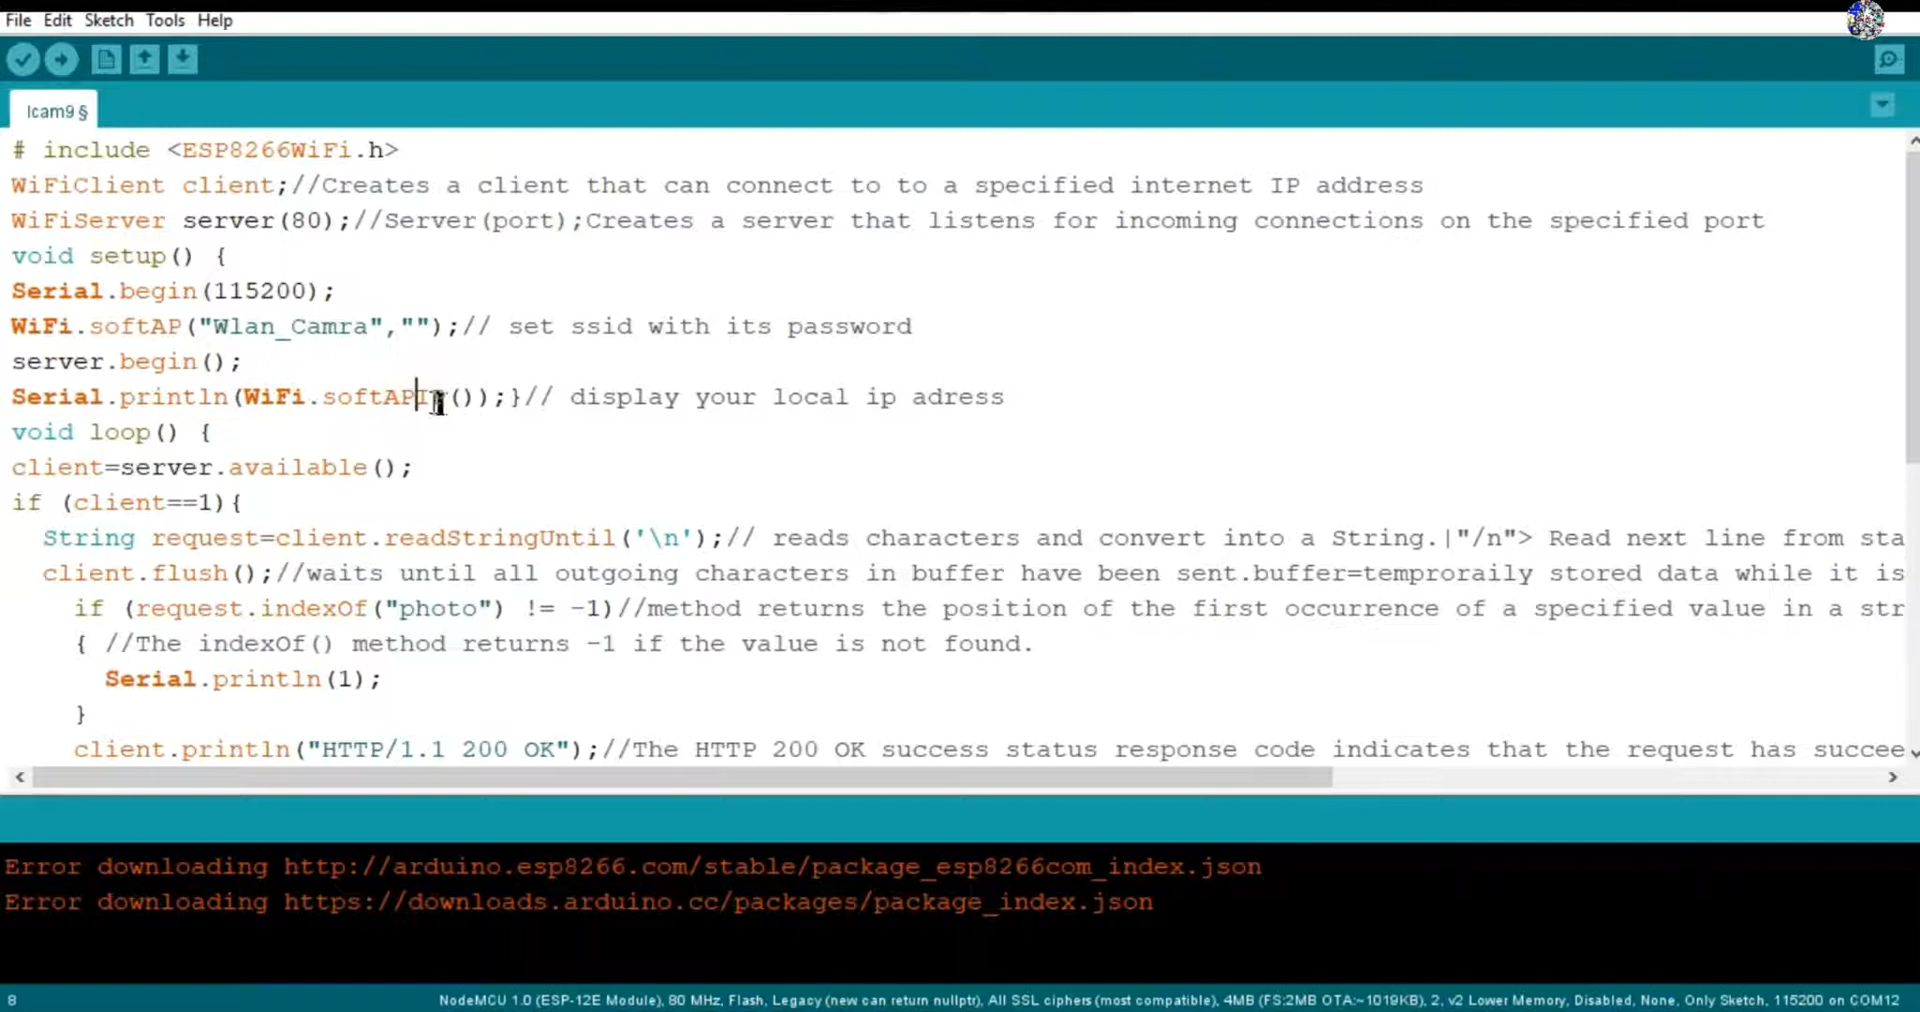 File Edit Sketch Tools Help
lcam9 §
# include <ESP8266WiFi.h>
WiFiClient client;//Creates a client that can connect to to a specified internet IP address
WiFiServer server(80);//Server(port);Creates a server that listens for incoming connections on the specified port
void setup() {
Serial.begin(115200);
WiFi.softAP("Wlan_Camra","");// set ssid with its password
server.begin();
Serial.println(WiFi.softAPIP());}// display your local ip adress
void loop() {
client=server.available();
if (client==1){
String request=client.readStringUntil('\n');// reads characters and convert into a String.|"/n"> Read next line from sta
client.flush();//waits until all outgoing characters in buffer have been sent.buffer=temproraily stored data while it is
if (request.indexOf("photo") != -1)//method returns the position of the first occurrence of a specified value in a str
{ //The indexOf() method returns -1 if the value is not found.
Serial.println(1);
}
client.println("HTTP/1.1 200 OK");//The HTTP 200 OK success status response code indicates that the request has succee
Error downloading http://arduino.esp8266.com/stable/package_esp8266com_index.json
Error downloading https://downloads.arduino.cc/packages/package_index.json
8 NodeMCU 1.0 (ESP-12E Module), 80 MHz, Flash, Legacy (new can return nullptr), All SSL ciphers (most compatible), 4MB (FS:2MB OTA:~1019KB), 2, v2 Lower Memory, Disabled, None, Only Sketch, 115200 on COM12